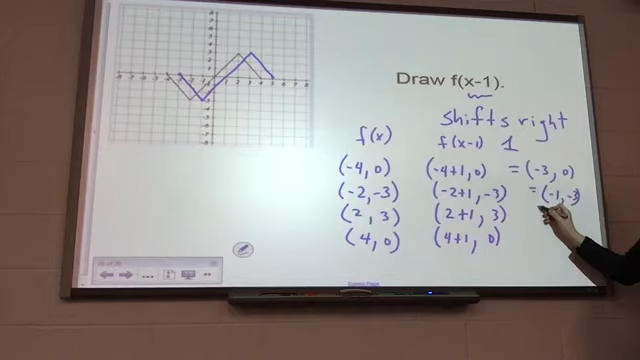 Draw f(x-1).
shifts right
f(x) f(x-1) 1
(-4, 0) (-4+1, 0) = (-3, 0)
(-2, -3) (-2+1, -3) = (-1, -3)
(2, 3) (2+1, 3)
(4, 0) (4+1, 0)